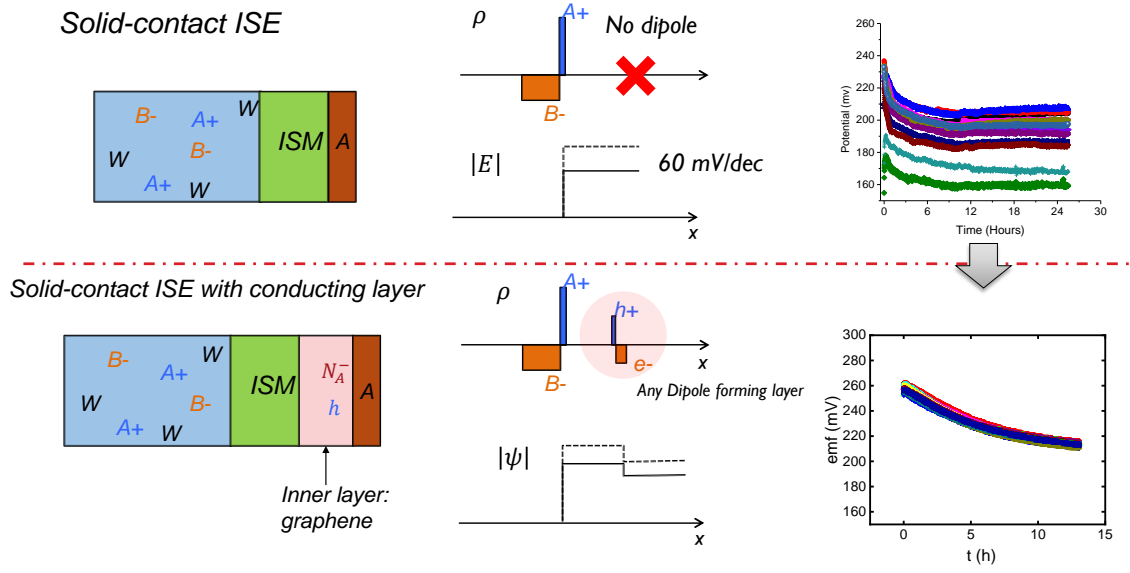 Solid-contact ISE
B-
A+
W
B-
W
A+
W
ISM
A
ρ
A+
No dipole
B-
|E|
60 mV/dec
x
Potential (mv)
260
240
220
200
180
160
0
6
12
18
24
30
Time (Hours)
Solid-contact ISE with conducting layer
B-
W
A+
W
B-
A+
W
ISM
N_A^-
h
A
Inner layer:
graphene
ρ
A+
h+
x
B-
e-
Any Dipole forming layer
|ψ|
x
emf (mV)
300
280
260
240
220
200
180
160
0
5
10
15
t (h)